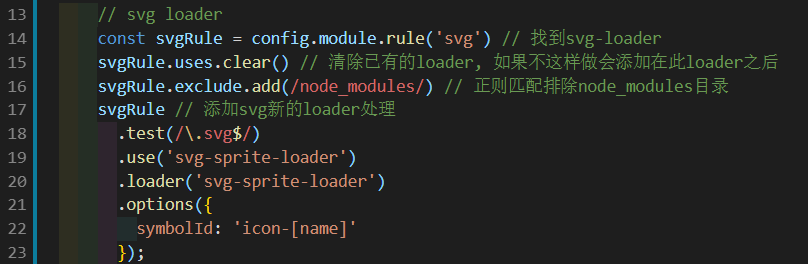 13 // svg loader
14 const svgRule = config.module.rule('svg') // 找到svg-loader
15 svgRule.uses.clear() // 清除已有的loader, 如果不这样做会添加在此loader之后
16 svgRule.exclude.add(/node_modules/) // 正则匹配排除node_modules目录
17 svgRule // 添加svg新的loader处理
18 .test(/\.svg$/)
19 .use('svg-sprite-loader')
20 .loader('svg-sprite-loader')
21 .options({
22 symbolId: 'icon-[name]'
23 });